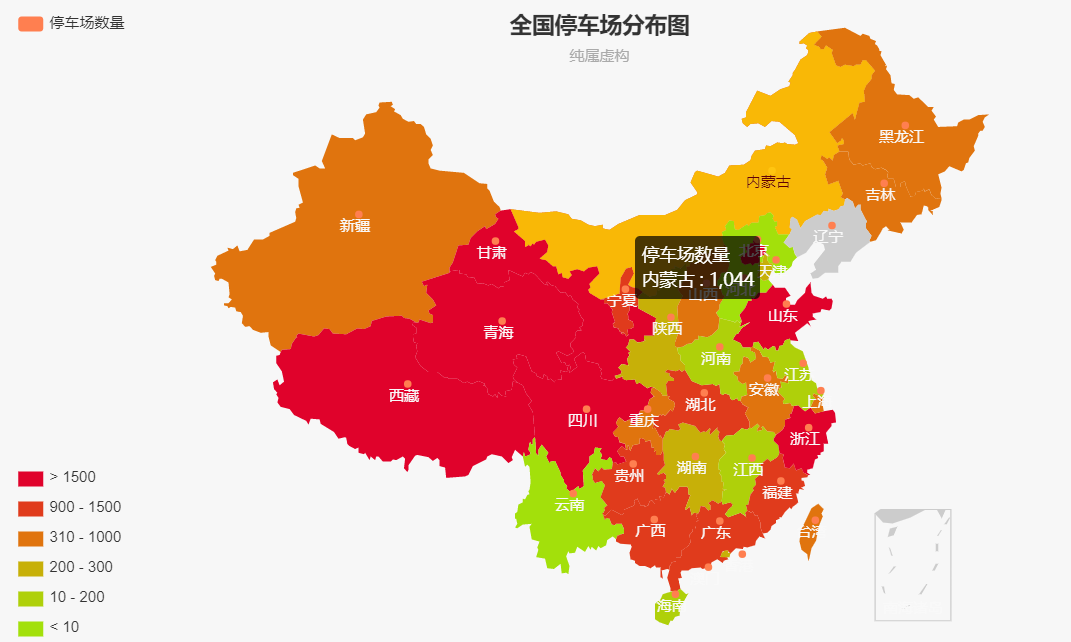 停车场数量
全国停车场分布图
纯属虚构
黑龙江
内蒙古
吉林
新疆
辽宁
甘肃
北京
停车场数量
天津
内蒙古 : 1,044
河北
山西
宁夏
山东
陕西
青海
河南
江苏
安徽
西藏
上海
湖北
四川
重庆
浙江
湖南
江西
贵州
福建
云南
广西
广东
台湾
海南
> 1500
900 - 1500
310 - 1000
200 - 300
10 - 200
< 10